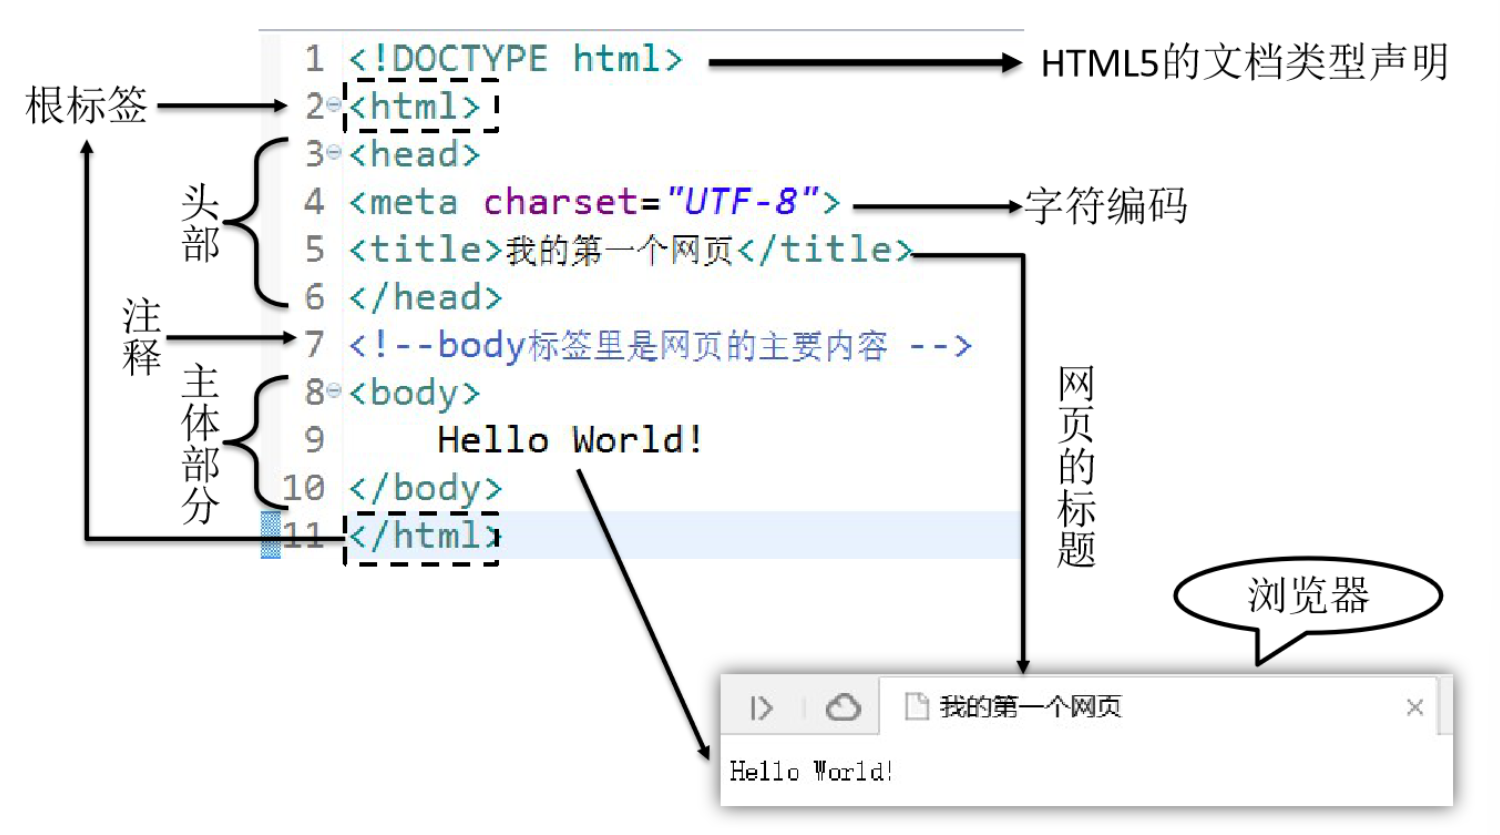 1 <!DOCTYPE html>
HTML5的文档类型声明
根标签
2 <html>
3 <head>
头部
4 <meta charset="UTF-8">
字符编码
5 <title>我的第一个网页</title>
6 </head>
注释
7 <!--body标签里是网页的主要内容 -->
网页的标题
主体部分
8 <body>
9 Hello World!
10 </body>
11 </html>
浏览器
我的第一个网页
Hello World!